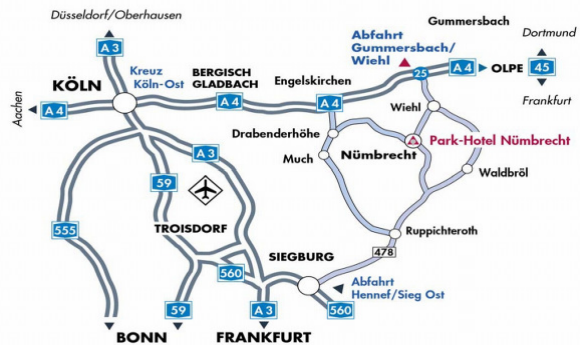 Düsseldorf/Oberhausen
Gummersbach
Dortmund
A 3
Abfahrt
Gummersbach/
Wiehl
Kreuz
Köln-Ost
BERGISCH
GLADBACH
KÖLN
Engelskirchen
25
A 4
OLPE
45
Aachen
A 4
A 4
A 4
Wiehl
Frankfurt
Drabenderhöhe
Park-Hotel Nümbrecht
A 3
Much
Nümbrecht
Waldbröl
59
555
TROISDORF
Ruppichteroth
SIEGBURG
478
560
Abfahrt
Hennef/Sieg Ost
59
A 3
560
BONN
FRANKFURT